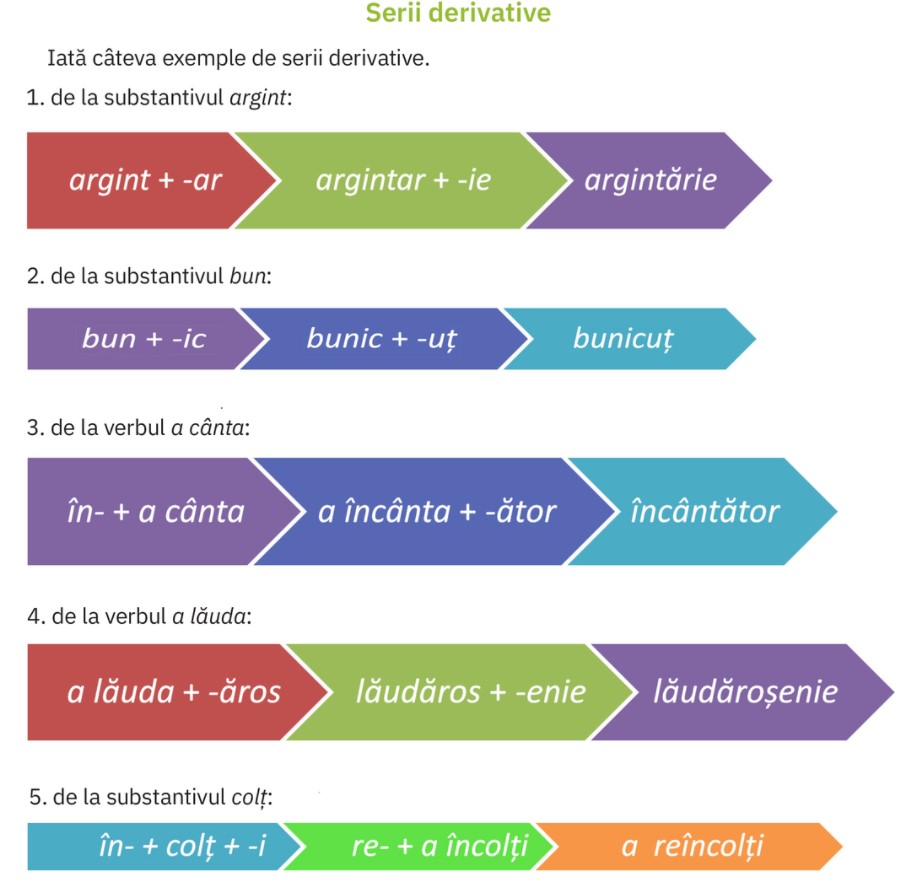 Serii derivative
Iată câteva exemple de serii derivative.
1. de la substantivul argint:
argint + -ar argintar + -ie argintărie
2. de la substantivul bun:
bun + -ic bunic + -uț bunicuț
3. de la verbul a cânta:
în- + a cânta a încânta + -ător încântător
4. de la verbul a lăuda:
a lăuda + -ăros lăudăros + -enie lăudăroșenie
5. de la substantivul colț:
în- + colț + -i re- + a încolți a reîncolți